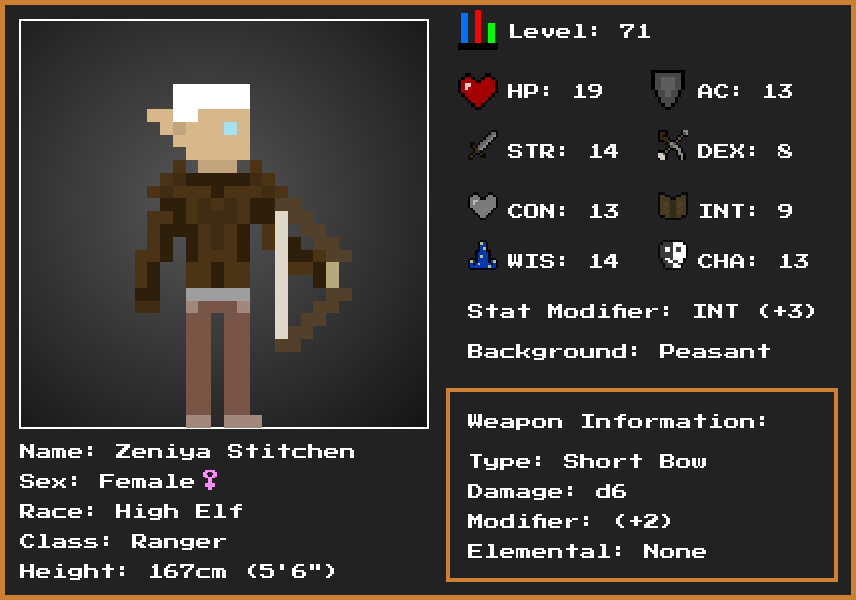 Level: 71
HP: 19 AC: 13
STR: 14 DEX: 8
CON: 13 INT: 9
WIS: 14 CHA: 13
Stat Modifier: INT (+3)
Background: Peasant
Weapon Information:
Type: Short Bow
Damage: d6
Modifier: (+2)
Elemental: None
Name: Zeniya Stitchen
Sex: Female♀
Race: High Elf
Class: Ranger
Height: 167cm (5'6")